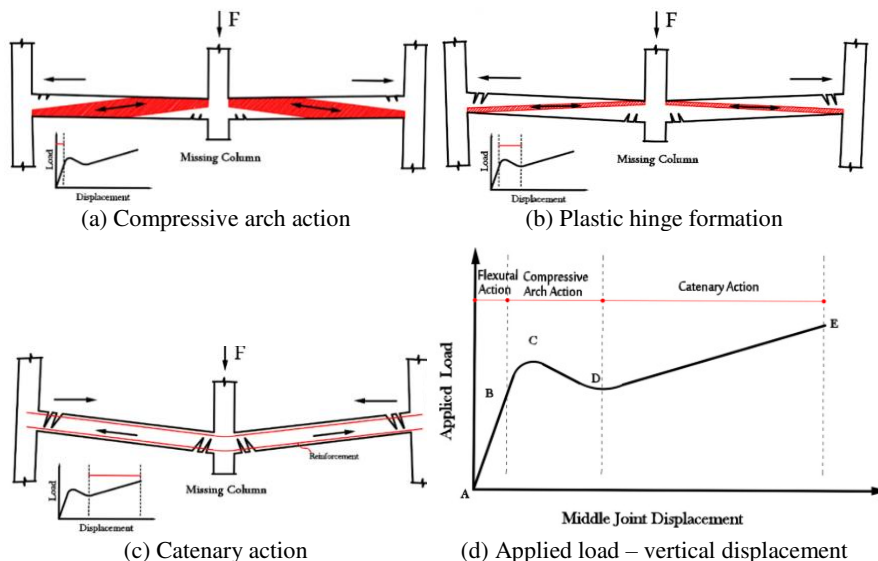 F
Missing Column
Load
Displacement
(a) Compressive arch action
F
Missing Column
Load
Displacement
(b) Plastic hinge formation
F
Reinforcement
Missing Column
Load
Displacement
(c) Catenary action
Flexural Action
Compressive Arch Action
Catenary Action
A
B
C
D
E
Applied Load
Middle Joint Displacement
(d) Applied load – vertical displacement